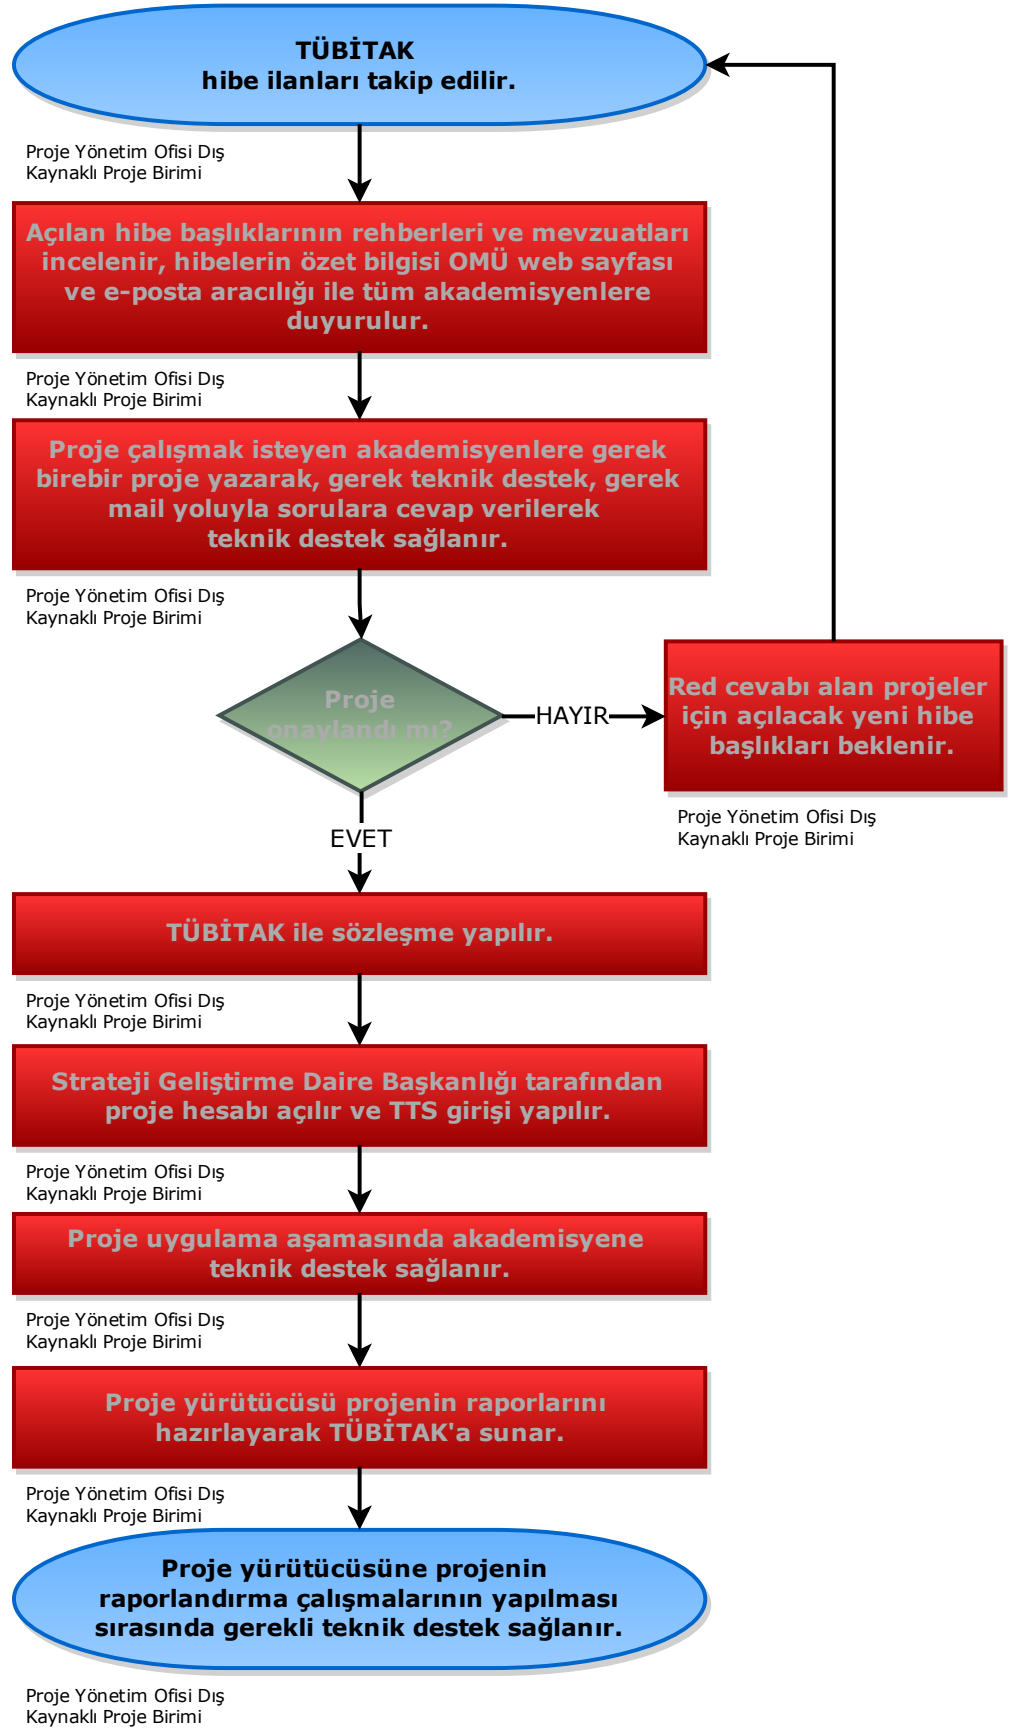 TÜBİTAK
hibe ilanları takip edilir.
Proje Yönetim Ofisi Dış
Kaynaklı Proje Birimi
Açılan hibe başlıklarının rehberleri ve mevzuatları
incelenir, hibelerin özet bilgisi OMÜ web sayfası
ve e-posta aracılığı ile tüm akademisyenlere
duyurulur.
Proje Yönetim Ofisi Dış
Kaynaklı Proje Birimi
Proje çalışmak isteyen akademisyenlere gerek
birebir proje yazarak, gerek teknik destek, gerek
mail yoluyla sorulara cevap verilerek
teknik destek sağlanır.
Proje Yönetim Ofisi Dış
Kaynaklı Proje Birimi
Proje
onaylandı mı?
HAYIR
Red cevabı alan projeler
için açılacak yeni hibe
başlıkları beklenir.
Proje Yönetim Ofisi Dış
Kaynaklı Proje Birimi
EVET
TÜBİTAK ile sözleşme yapılır.
Proje Yönetim Ofisi Dış
Kaynaklı Proje Birimi
Strateji Geliştirme Daire Başkanlığı tarafından
proje hesabı açılır ve TTS girişi yapılır.
Proje Yönetim Ofisi Dış
Kaynaklı Proje Birimi
Proje uygulama aşamasında akademisyene
teknik destek sağlanır.
Proje Yönetim Ofisi Dış
Kaynaklı Proje Birimi
Proje yürütücüsü projenin raporlarını
hazırlayarak TÜBİTAK'a sunar.
Proje Yönetim Ofisi Dış
Kaynaklı Proje Birimi
Proje yürütücüsüne projenin
raporlandırma çalışmalarının yapılması
sırasında gerekli teknik destek sağlanır.
Proje Yönetim Ofisi Dış
Kaynaklı Proje Birimi